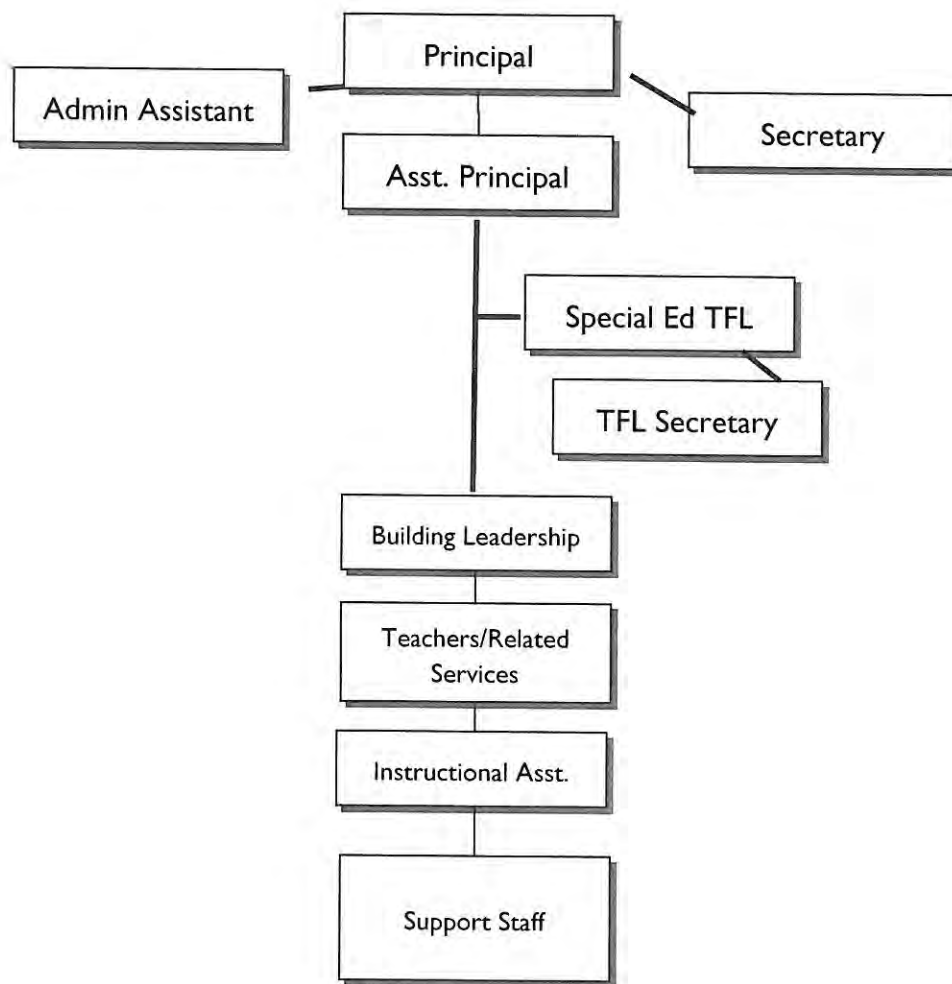 Principal
Admin Assistant
Secretary
Asst. Principal
Special Ed TFL
TFL Secretary
Building Leadership
Teachers/Related
Services
Instructional Asst.
Support Staff